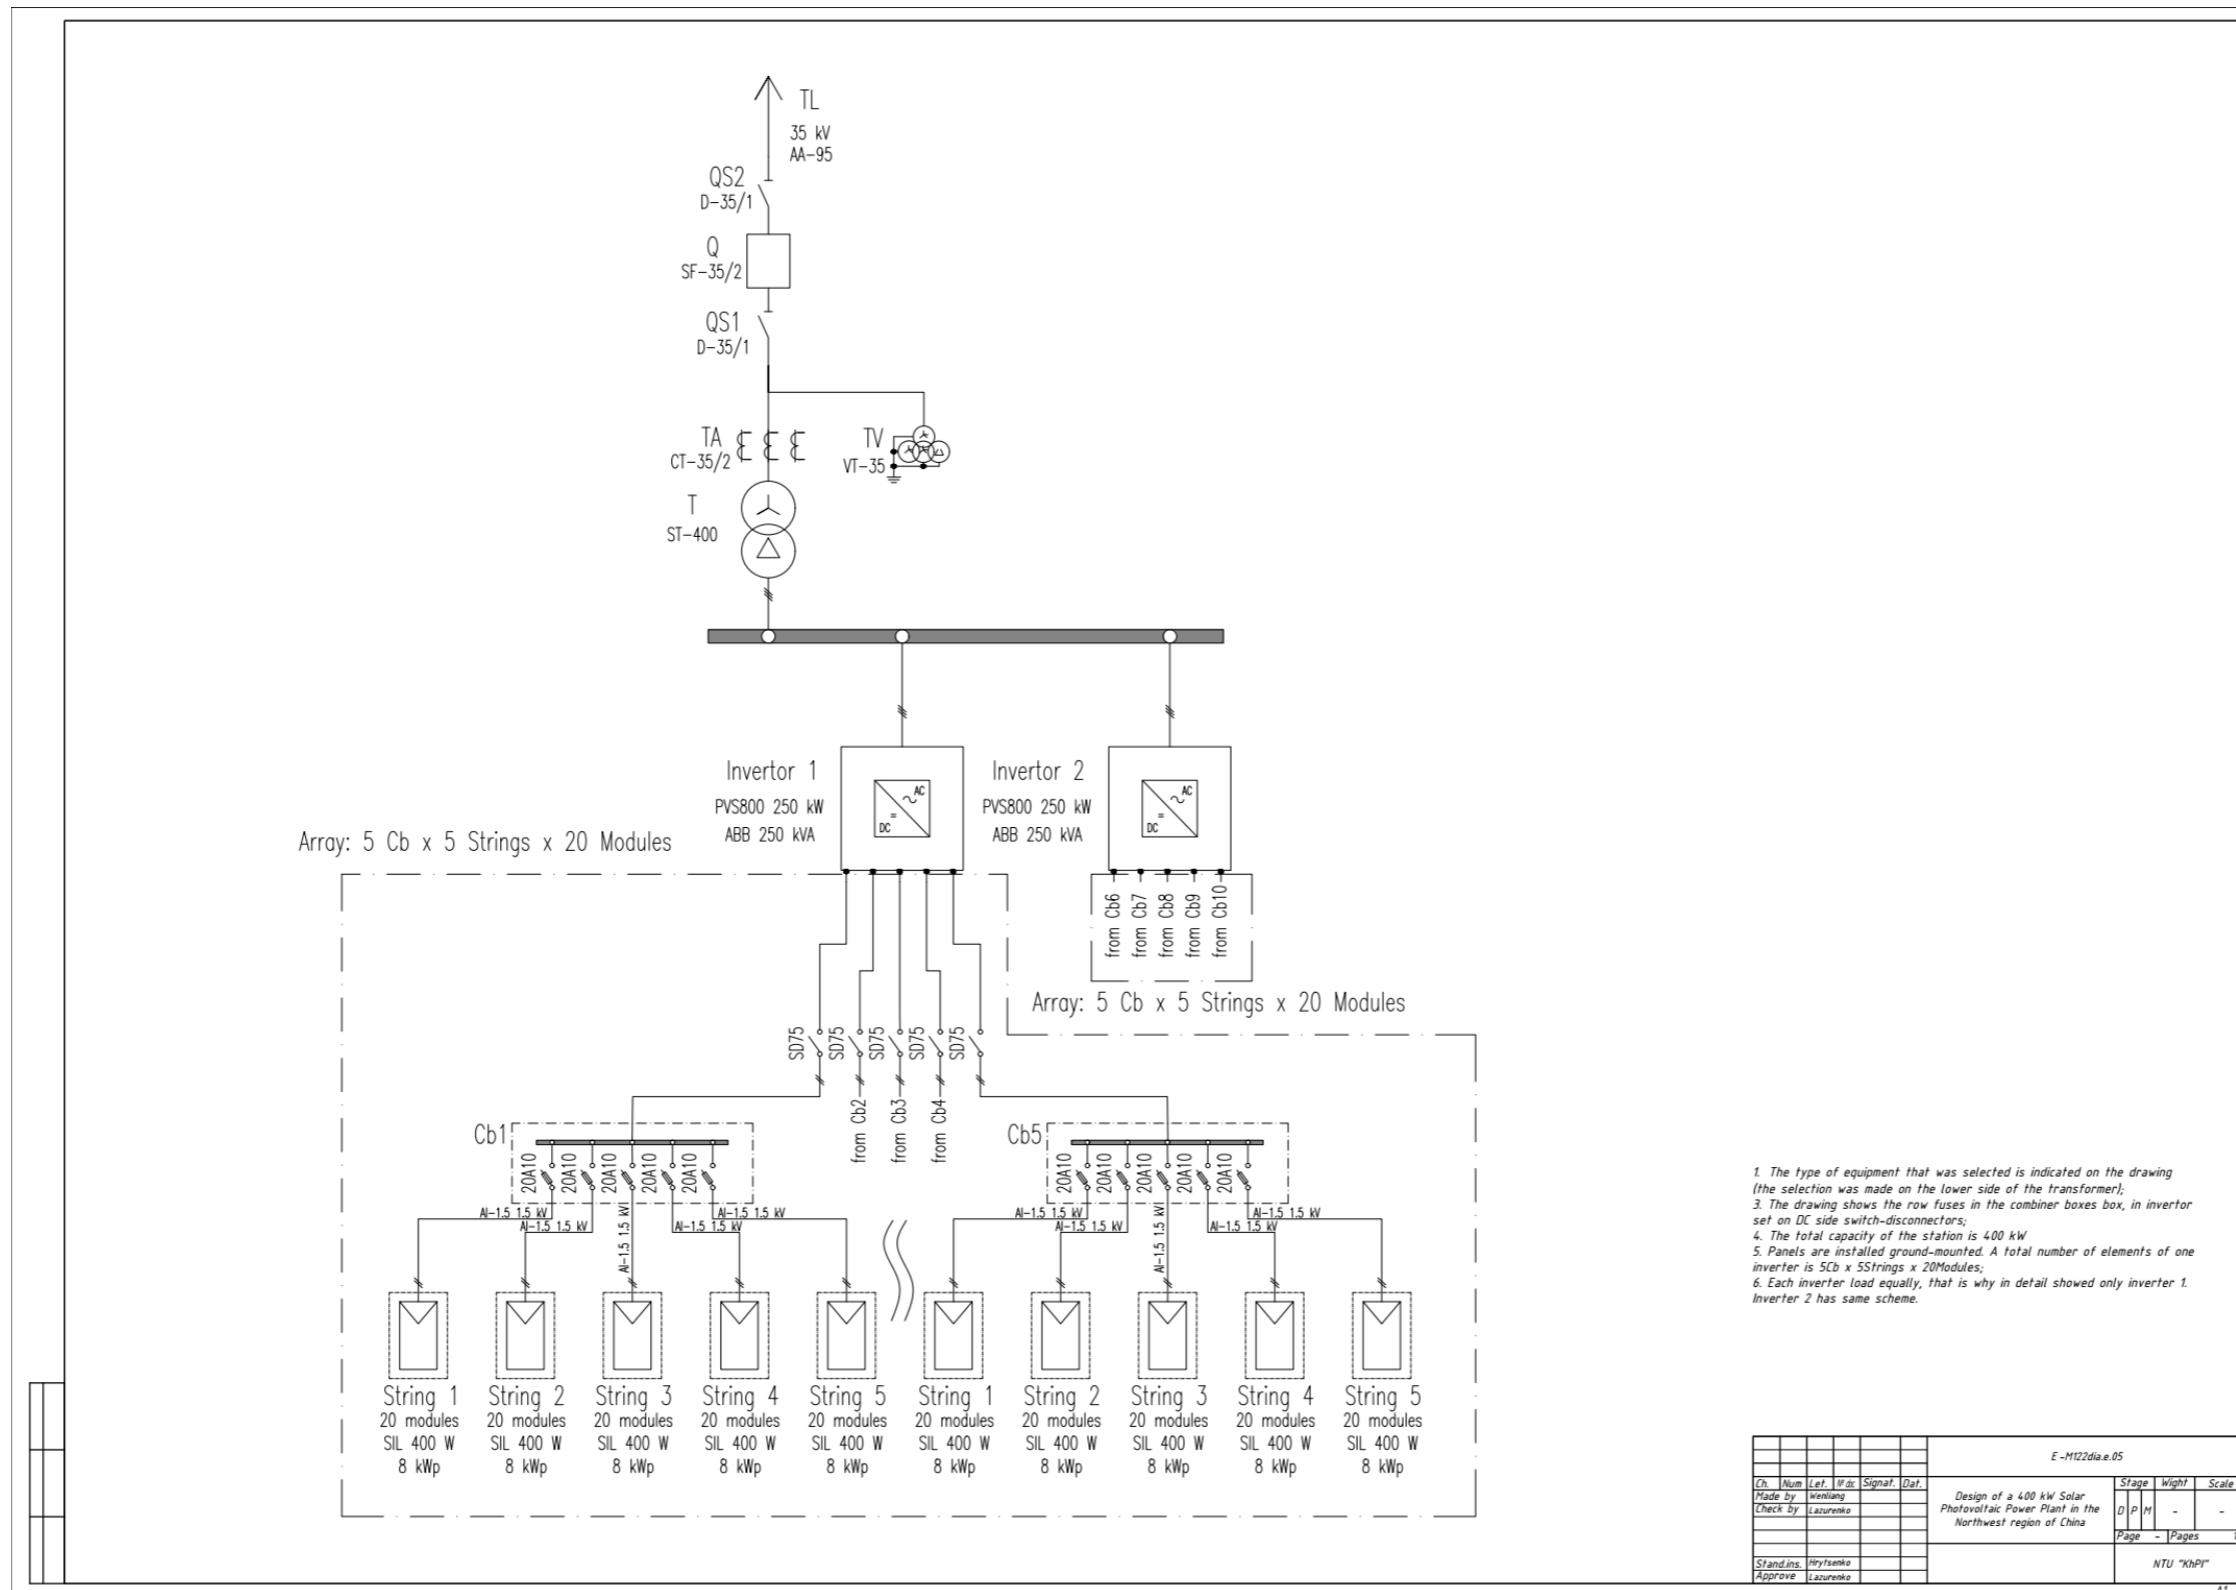 TL
35 kV
AA-95
QS2
D-35/1
Q
SF-35/2
QS1
D-35/1
TA
CT-35/2
TV
VT-35
T
ST-400
Invertor 1
PVS800 250 kW
ABB 250 kVA
AC
DC
Invertor 2
PVS800 250 kW
ABB 250 kVA
AC
DC
Array: 5 Cb x 5 Strings x 20 Modules
from Cb6
from Cb7
from Cb8
from Cb9
from Cb10
Array: 5 Cb x 5 Strings x 20 Modules
SD75
SD75
SD75
SD75
SD75
from Cb2
from Cb3
from Cb4
Cb1
20A10
20A10
20A10
20A10
20A10
Cb5
20A10
20A10
20A10
20A10
20A10
Al-1.5 1.5 kV
Al-1.5 1.5 kV
Al-1.5 1.5 kV
Al-1.5 1.5 kV
Al-1.5 1.5 kV
Al-1.5 1.5 kV
Al-1.5 1.5 kV
Al-1.5 1.5 kV
Al-1.5 1.5 kV
Al-1.5 1.5 kV
String 1
20 modules
SIL 400 W
8 kWp
String 2
20 modules
SIL 400 W
8 kWp
String 3
20 modules
SIL 400 W
8 kWp
String 4
20 modules
SIL 400 W
8 kWp
String 5
20 modules
SIL 400 W
8 kWp
String 1
20 modules
SIL 400 W
8 kWp
String 2
20 modules
SIL 400 W
8 kWp
String 3
20 modules
SIL 400 W
8 kWp
String 4
20 modules
SIL 400 W
8 kWp
String 5
20 modules
SIL 400 W
8 kWp
1. The type of equipment that was selected is indicated on the drawing
(the selection was made on the lower side of the transformer);
3. The drawing shows the row fuses in the combiner boxes box, in invertor
set on DC side switch-disconnectors;
4. The total capacity of the station is 400 kW
5. Panels are installed ground-mounted. A total number of elements of one
inverter is 5Cb x 5Strings x 20Modules;
6. Each inverter load equally, that is why in detail showed only inverter 1.
Inverter 2 has same scheme.
E -M122dia.e.05
Ch. Num Let. № dc Signat. Dat.
Made by Wenliang
Check by Lazurenko
Stand.ins. Hrytsenko
Approve Lazurenko
Design of a 400 kW Solar
Photovoltaic Power Plant in the
Northwest region of China
Stage Wight Scale
D P M - -
Page - Pages
NTU "KhPI"